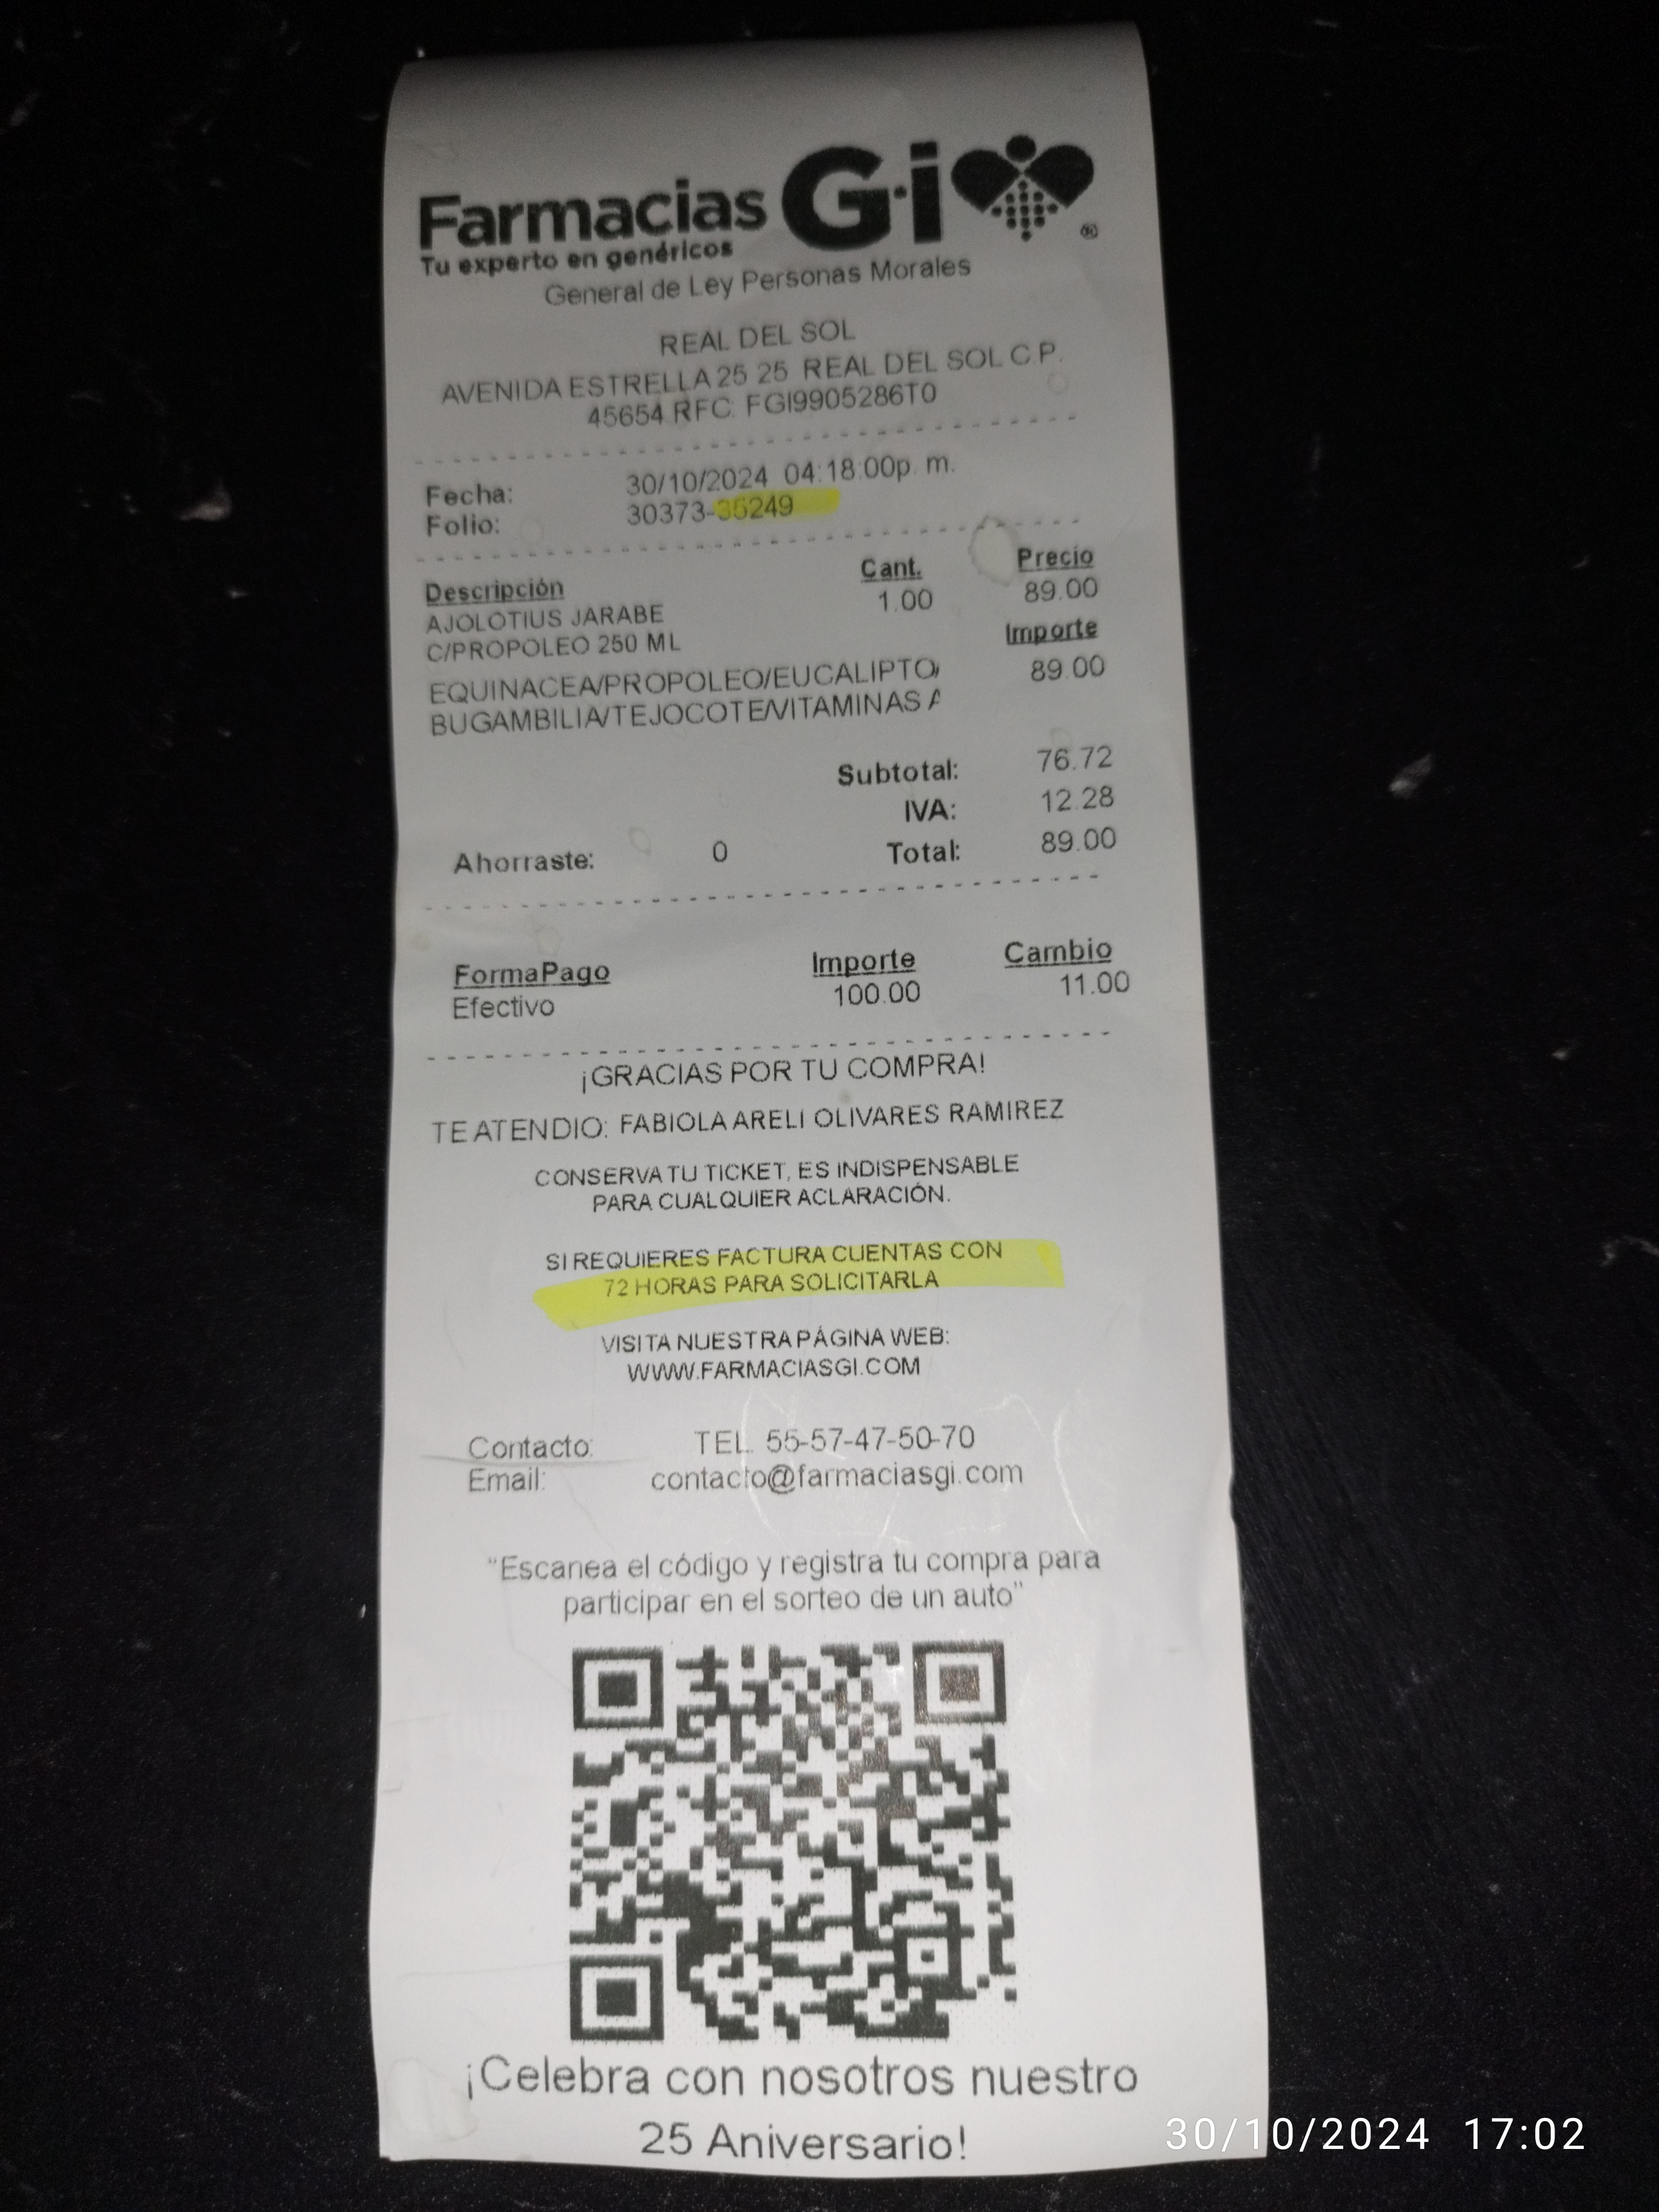 Farmacias G·i
Tu experto en genéricos
General de Ley Personas Morales
REAL DEL SOL
AVENIDA ESTRELLA 25 25 REAL DEL SOL C.P.
45654 RFC: FGI9905286T0
Fecha: 30/10/2024 04:18:00p. m.
Folio: 30373-35249
Descripción Cant. Precio
AJOLOTIUS JARABE 1.00 89.00
C/PROPOLEO 250 ML Importe
EQUINACEA/PROPOLEO/EUCALIPTO/ 89.00
BUGAMBILIA/TEJOCOTE/VITAMINAS A
Subtotal: 76.72
IVA: 12.28
Ahorraste: 0 Total: 89.00
FormaPago Importe Cambio
Efectivo 100.00 11.00
¡GRACIAS POR TU COMPRA!
TE ATENDIO: FABIOLA ARELI OLIVARES RAMIREZ
CONSERVA TU TICKET, ES INDISPENSABLE
PARA CUALQUIER ACLARACIÓN.
SI REQUIERES FACTURA CUENTAS CON
72 HORAS PARA SOLICITARLA
VISITA NUESTRA PÁGINA WEB:
WWW.FARMACIASGI.COM
Contacto: TEL. 55-57-47-50-70
Email: contacto@farmaciasgi.com
"Escanea el código y registra tu compra para
participar en el sorteo de un auto"
¡Celebra con nosotros nuestro
25 Aniversario!
30/10/2024 17:02